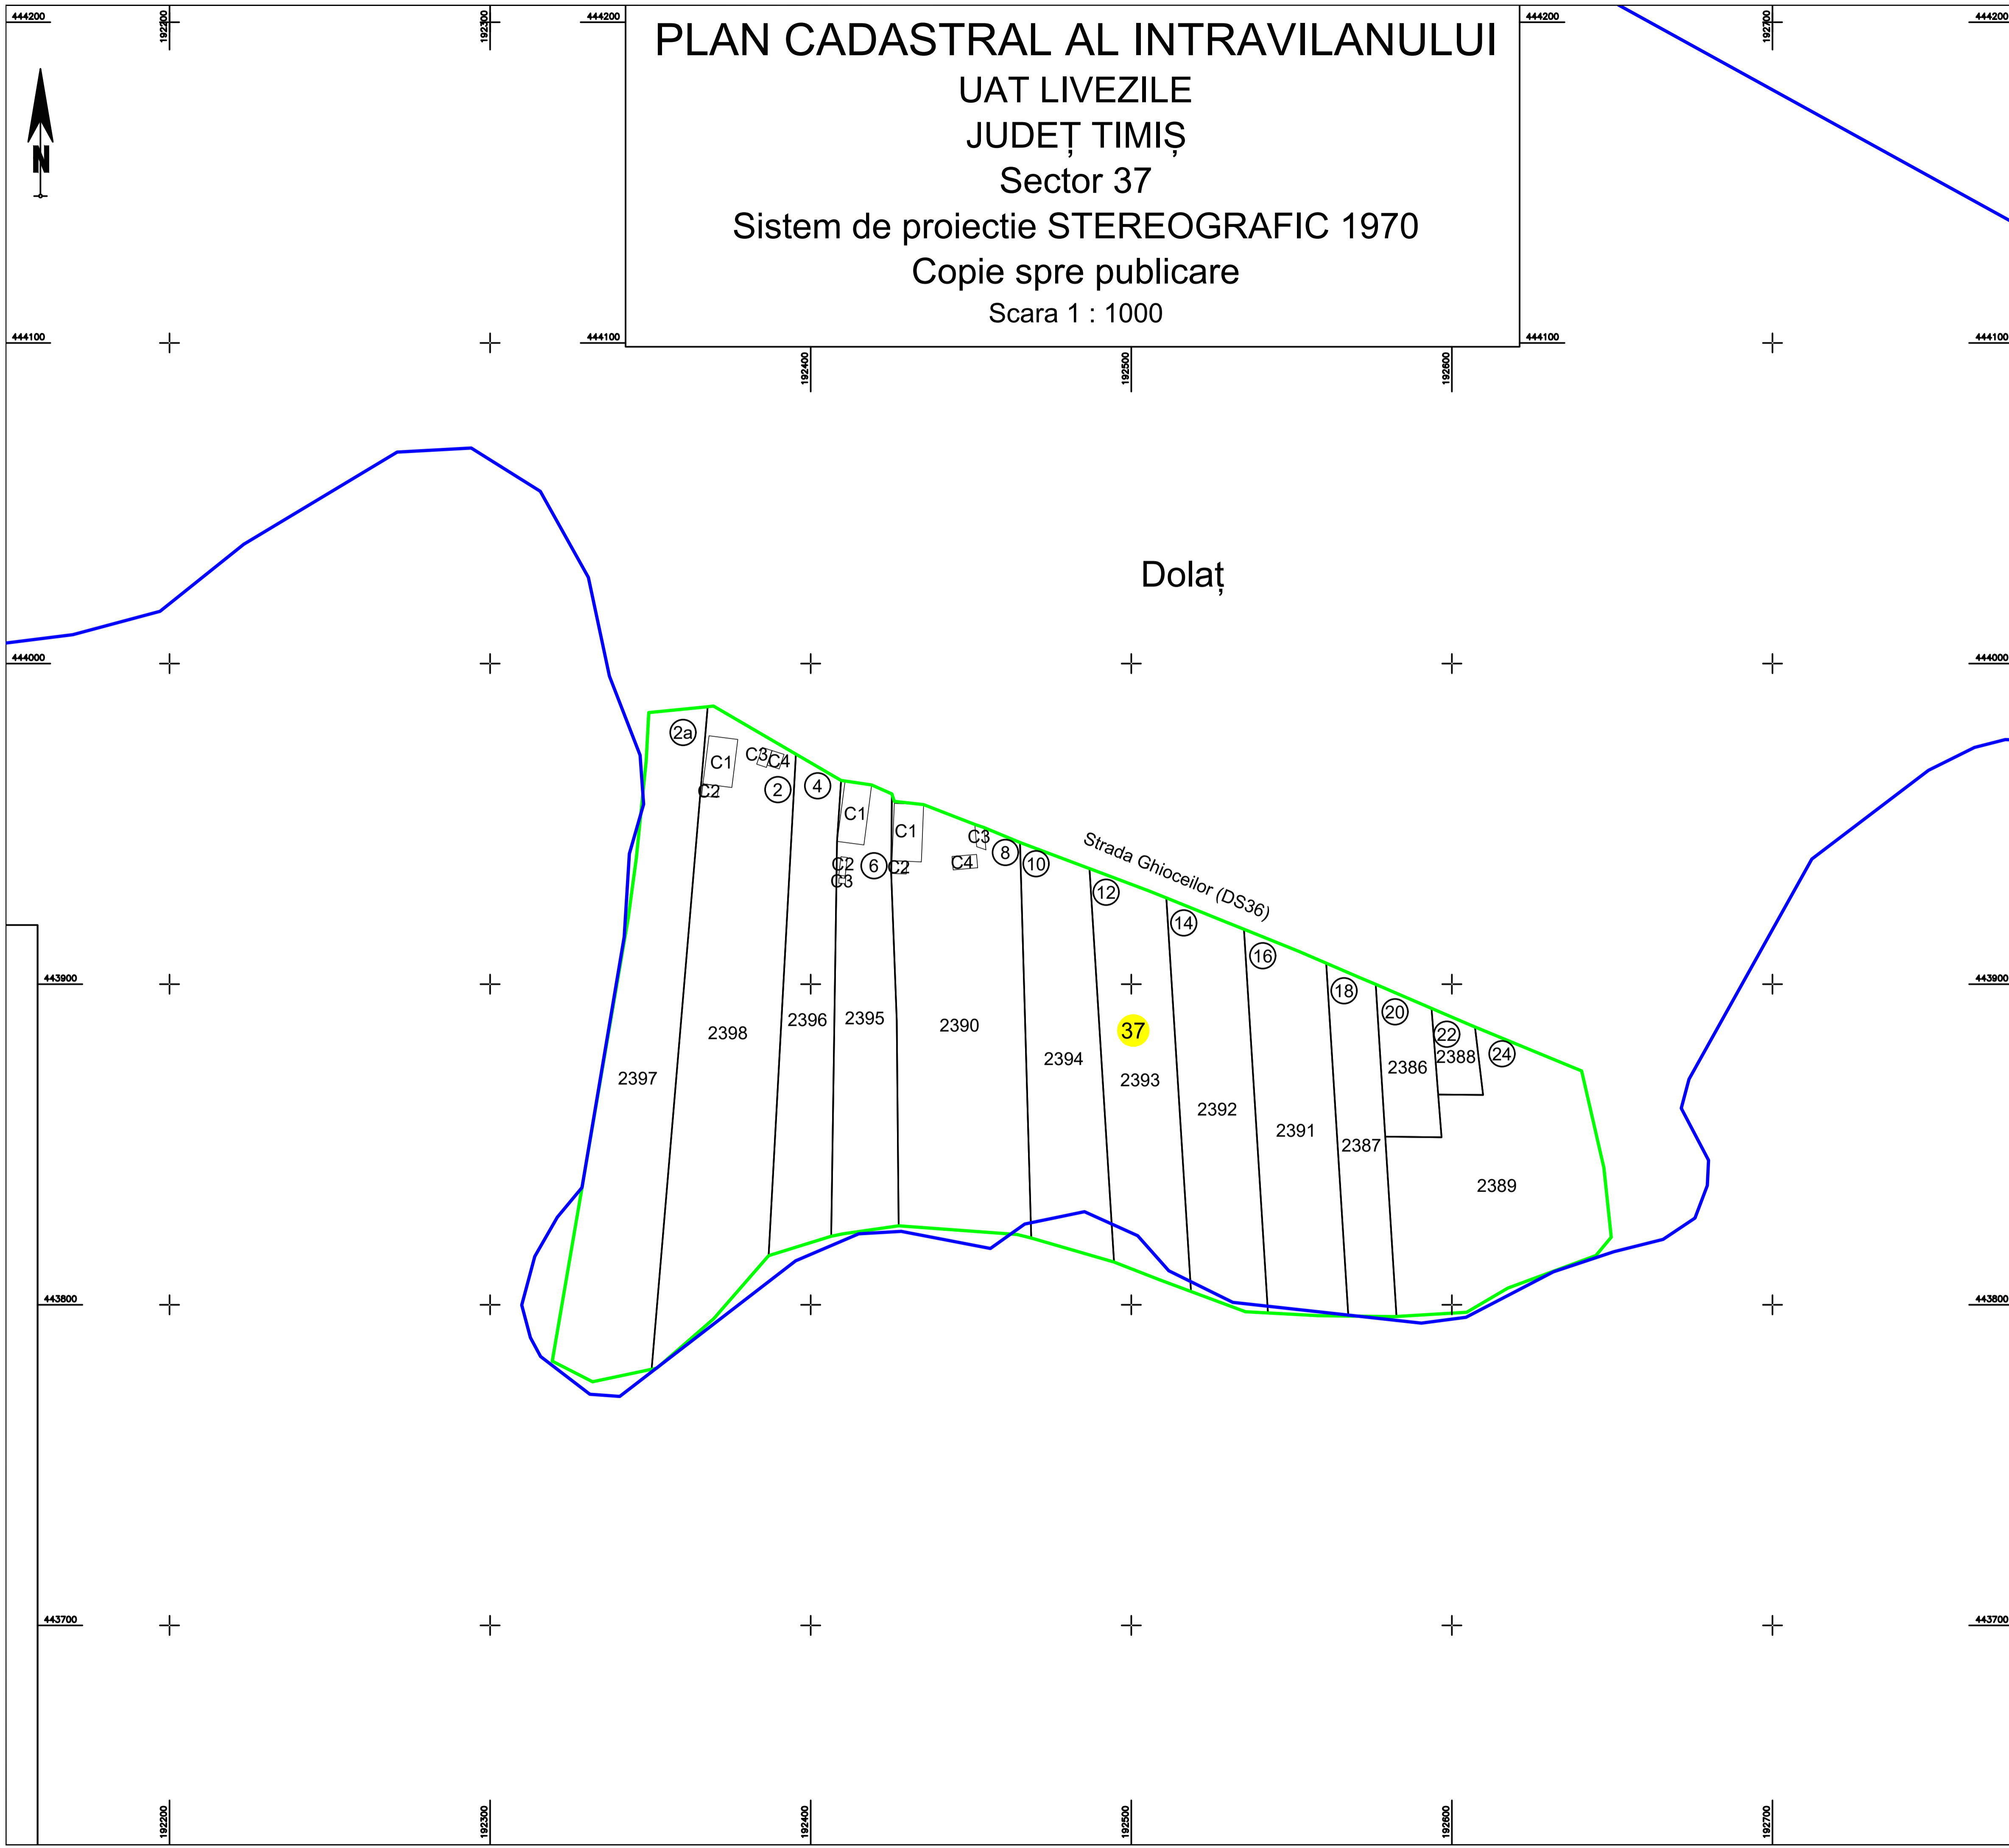 444200
192200
192300
444200
PLAN CADASTRAL AL INTRAVILANULUI
UAT LIVEZILE
JUDEȚ TIMIȘ
Sector 37
Sistem de proiectie STEREOGRAFIC 1970
Copie spre publicare
Scara 1 : 1000
444200
192700
444200
N
444100
444100
444100
444100
192400
192500
192600
Dolaț
444000
444000
2a
C1
C2
C3
C4
2
4
C1
C2
C3
6
C1
C2
C3
C4
8
10
Strada Ghioceilor (DS36)
12
14
16
18
20
22
24
443900
443900
2397
2398
2396
2395
2390
2394
37
2393
2392
2391
2387
2386
2388
2389
443800
443800
443700
443700
192200
192300
192400
192500
192600
192700